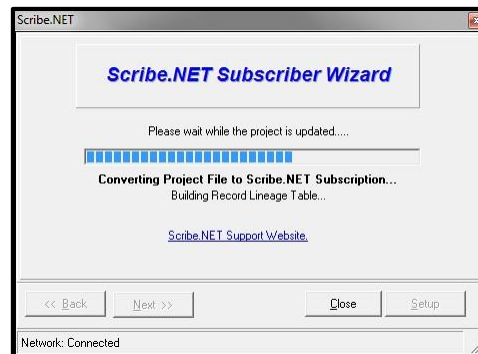 Scribe.NET
Scribe.NET Subscriber Wizard
Please wait while the project is updated.....
Converting Project File to Scribe.NET Subscription...
Building Record Lineage Table...
Scribe.NET Support Website.
<< Back Next >> Close Setup
Network: Connected